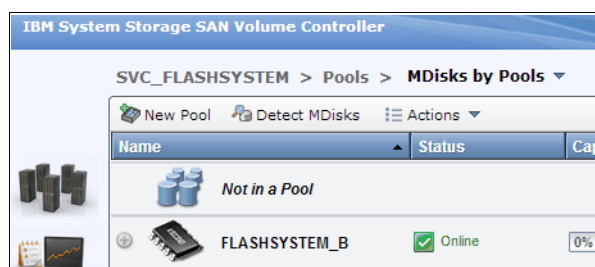 IBM System Storage SAN Volume Controller
SVC_FLASHSYSTEM > Pools > MDisks by Pools
New Pool Detect MDisks Actions
Name Status
Not in a Pool
FLASHSYSTEM_B Online 0%